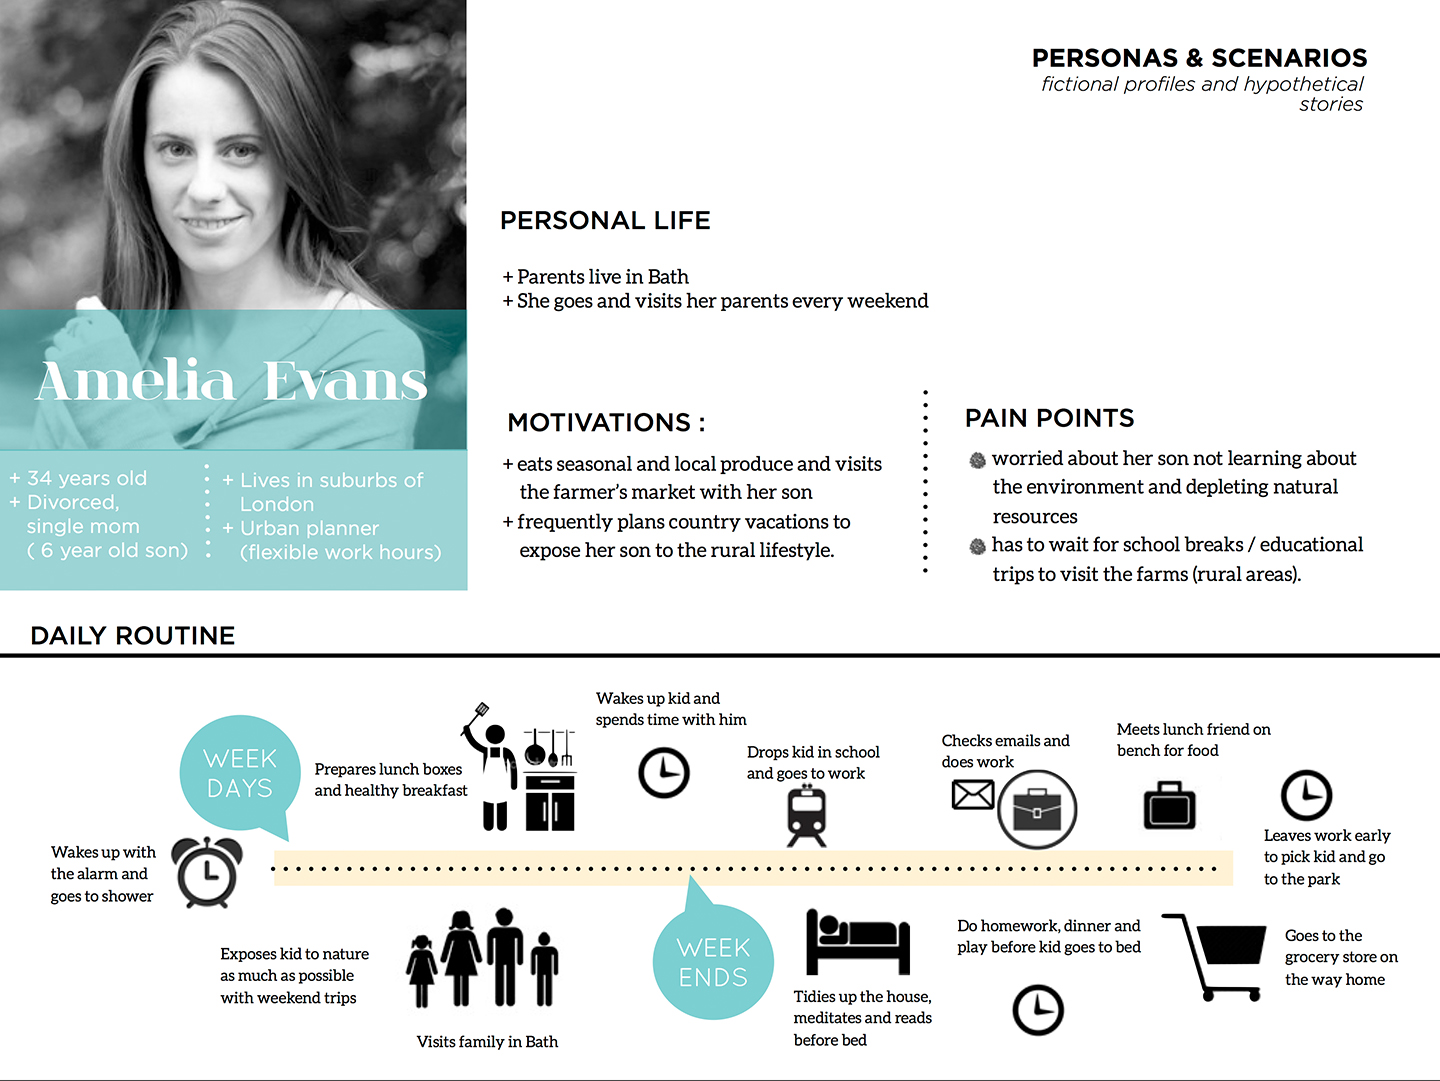 PERSONAS & SCENARIOS
fictional profiles and hypothetical
stories
Amelia Evans
+ 34 years old
+ Divorced,
single mom
( 6 year old son)
+ Lives in suburbs of
London
+ Urban planner
(flexible work hours)
PERSONAL LIFE
+ Parents live in Bath
+ She goes and visits her parents every weekend
MOTIVATIONS :
+ eats seasonal and local produce and visits
the farmer's market with her son
+ frequently plans country vacations to
expose her son to the rural lifestyle.
PAIN POINTS
worried about her son not learning about
the environment and depleting natural
resources
has to wait for school breaks / educational
trips to visit the farms (rural areas).
DAILY ROUTINE
WEEK
DAYS
Wakes up with
the alarm and
goes to shower
Prepares lunch boxes
and healthy breakfast
Wakes up kid and
spends time with him
Drops kid in school
and goes to work
Checks emails and
does work
Meets lunch friend on
bench for food
Leaves work early
to pick kid and go
to the park
Goes to the
grocery store on
the way home
Do homework, dinner and
play before kid goes to bed
Tidies up the house,
meditates and reads
before bed
WEEK
ENDS
Visits family in Bath
Exposes kid to nature
as much as possible
with weekend trips